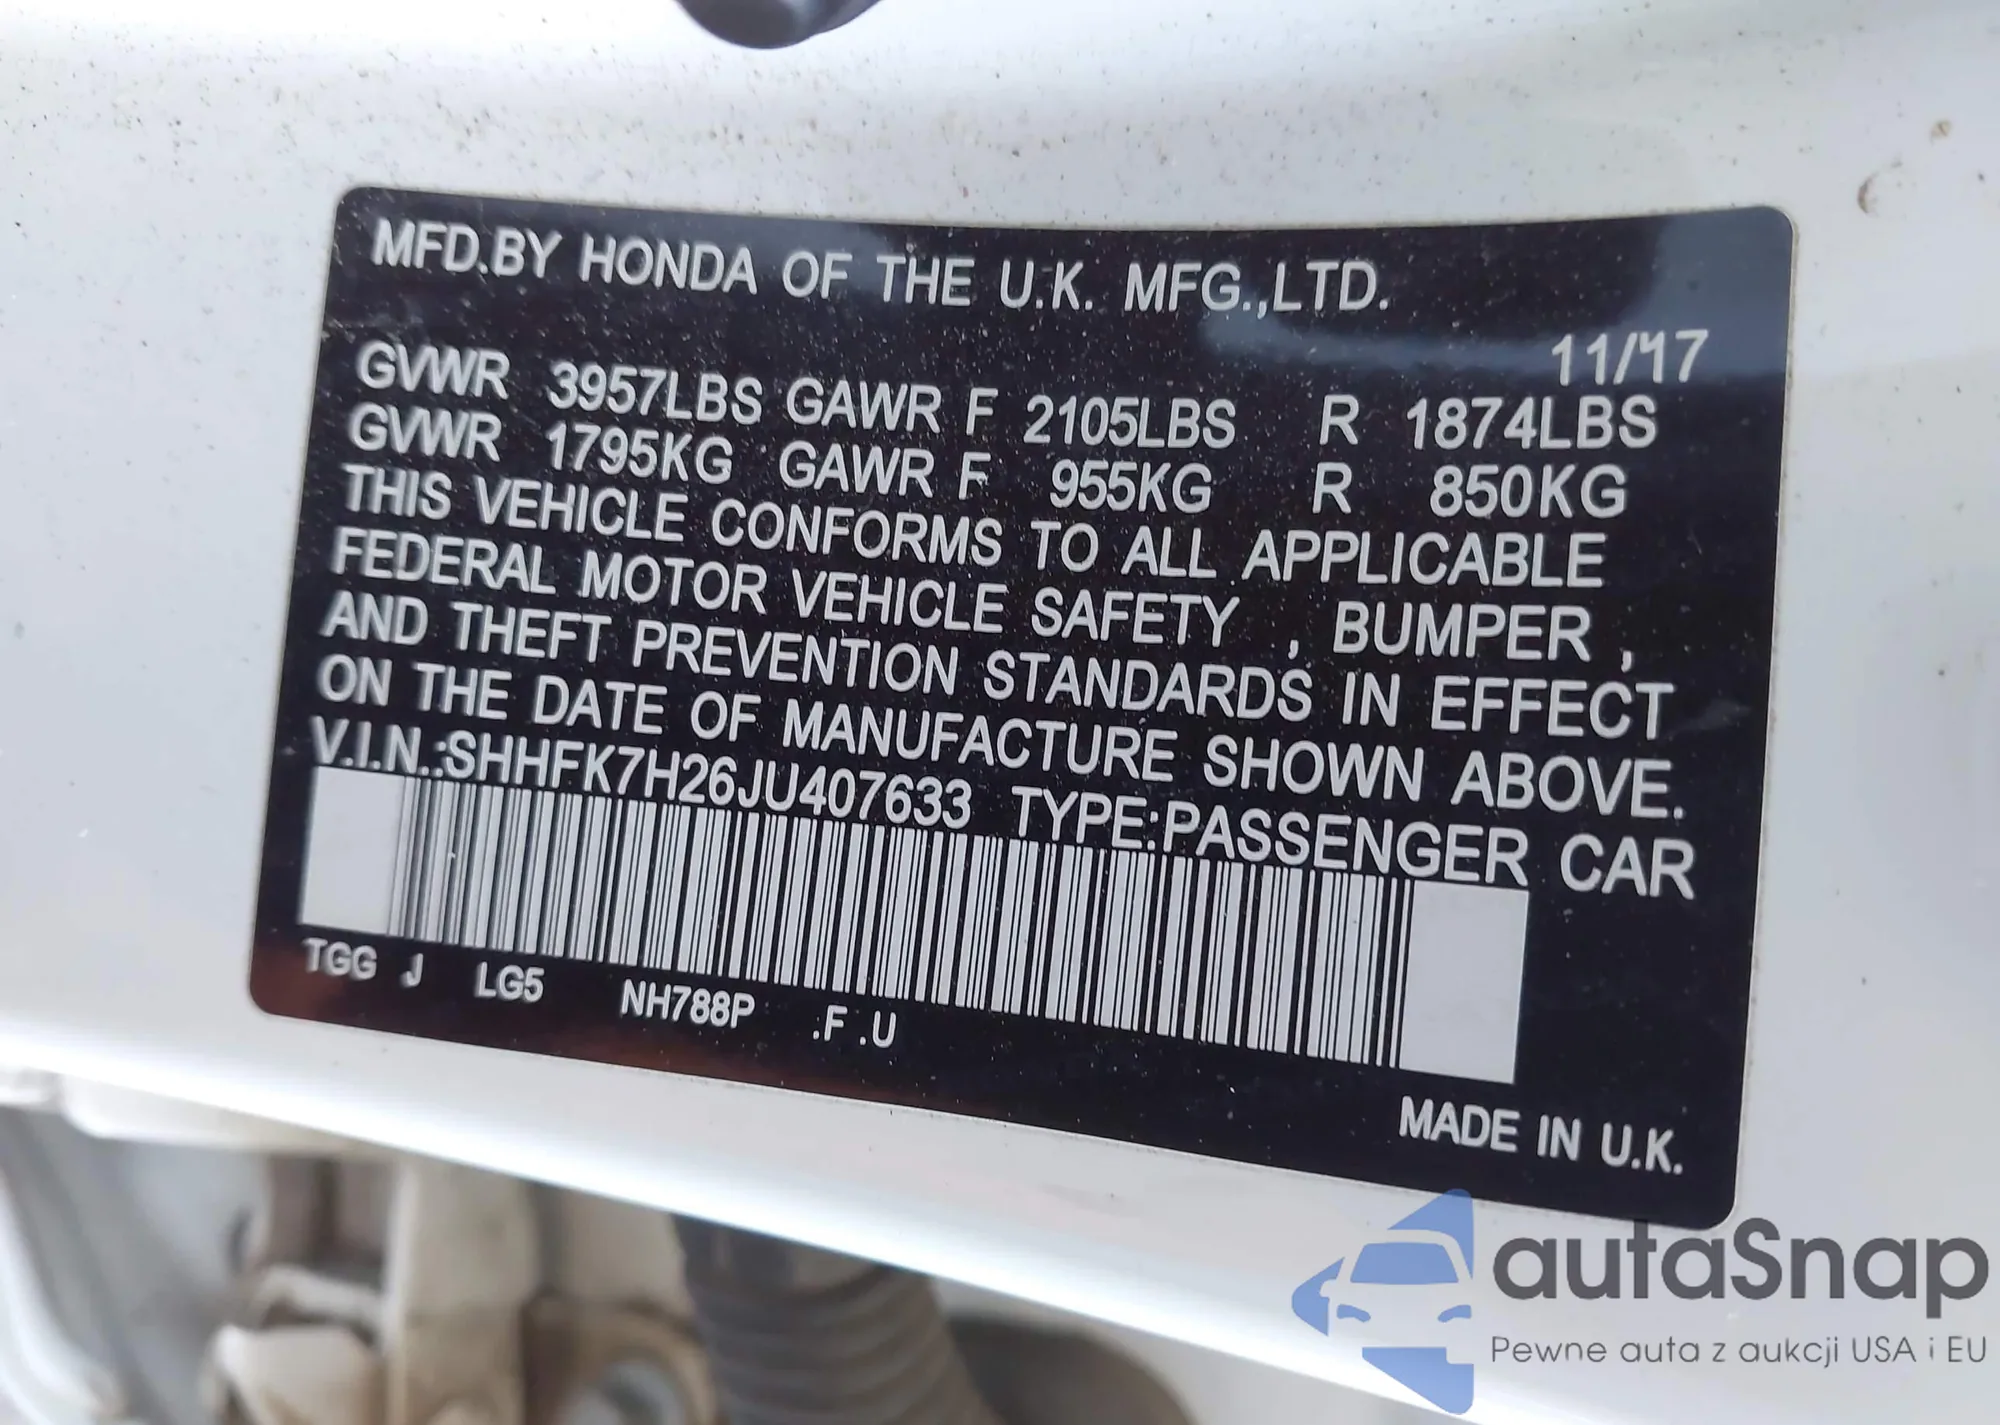 MFD.BY HONDA OF THE U.K. MFG.,LTD.
11/17
GVWR 3957LBS GAWR F 2105LBS R 1874LBS
GVWR 1795KG GAWR F 955KG R 850KG
THIS VEHICLE CONFORMS TO ALL APPLICABLE
FEDERAL MOTOR VEHICLE SAFETY , BUMPER ,
AND THEFT PREVENTION STANDARDS IN EFFECT
ON THE DATE OF MANUFACTURE SHOWN ABOVE.
V.I.N.:SHHFK7H26JU407633 TYPE:PASSENGER CAR
TGG J LG5 NH788P .F .U
MADE IN U.K.
autaSnap
Pewne auta z aukcji USA i EU